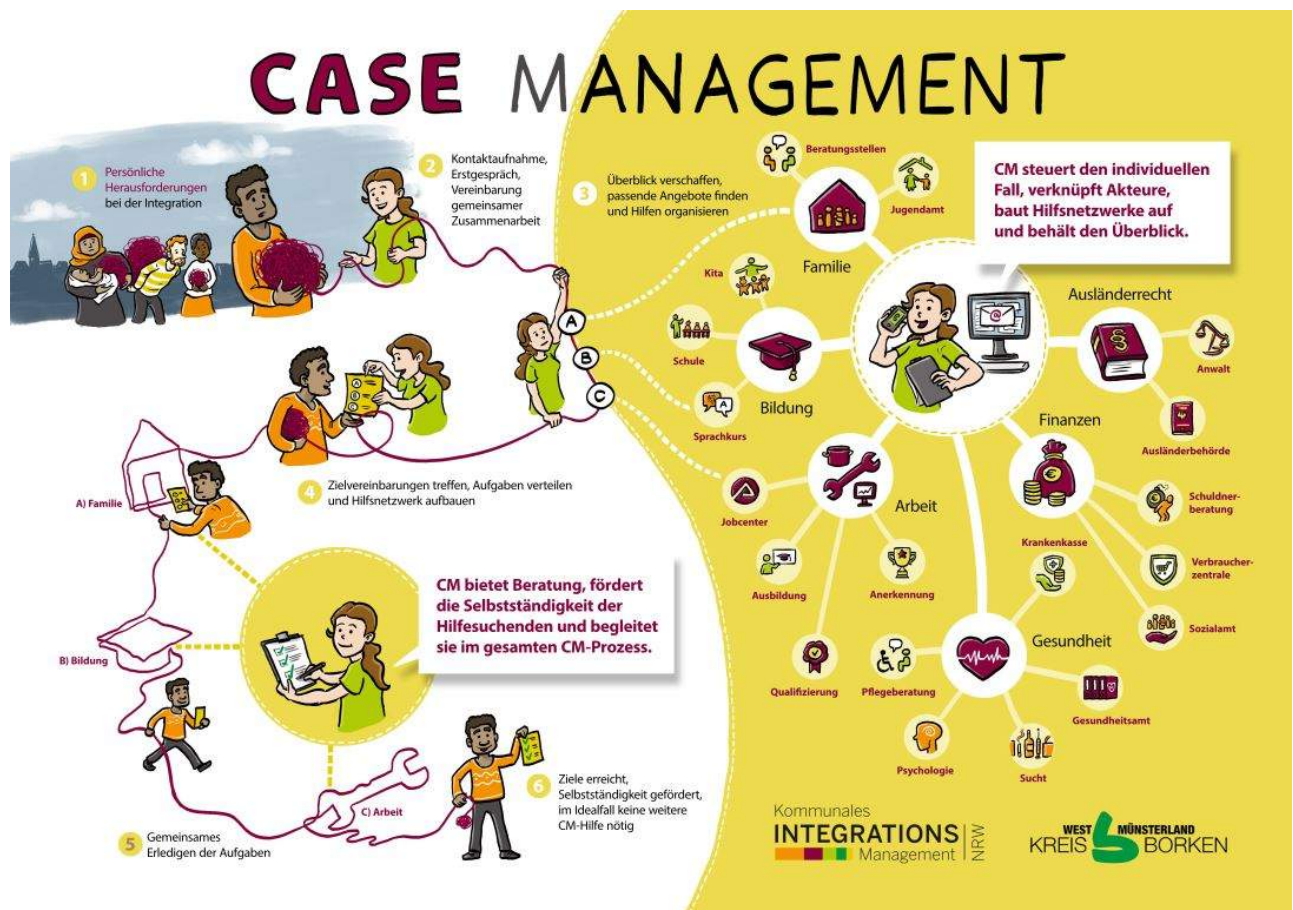 CASE MANAGEMENT
1
Persönliche
Herausforderungen
bei der Integration
2
Kontaktaufnahme,
Erstgespräch,
Vereinbarung
gemeinsamer
Zusammenarbeit
3
Überblick verschaffen,
passende Angebote finden
und Hilfen organisieren
A
B
C
4
Zielvereinbarungen treffen, Aufgaben verteilen
und Hilfsnetzwerk aufbauen
A
B
C
A) Familie
B) Bildung
C) Arbeit
CM bietet Beratung, fördert
die Selbstständigkeit der
Hilfesuchenden und begleitet
sie im gesamten CM-Prozess.
5
Gemeinsames
Erledigen der Aufgaben
6
Ziele erreicht,
Selbstständigkeit gefördert,
im Idealfall keine weitere
CM-Hilfe nötig
CM steuert den individuellen
Fall, verknüpft Akteure,
baut Hilfsnetzwerke auf
und behält den Überblick.
@
Familie
Beratungsstellen
Jugendamt
Bildung
Kita
Schule
Sprachkurs
A
Arbeit
Jobcenter
Ausbildung
Qualifizierung
Anerkennung
Ausländerrecht
§
Anwalt
Ausländerbehörde
Finanzen
€
Schuldner-
beratung
Verbraucher-
zentrale
Sozialamt
Gesundheit
Krankenkasse
Pflegeberatung
Psychologie
Sucht
Gesundheitsamt
Kommunales
INTEGRATIONS
Management
NRW
WEST MÜNSTERLAND
KREIS BORKEN